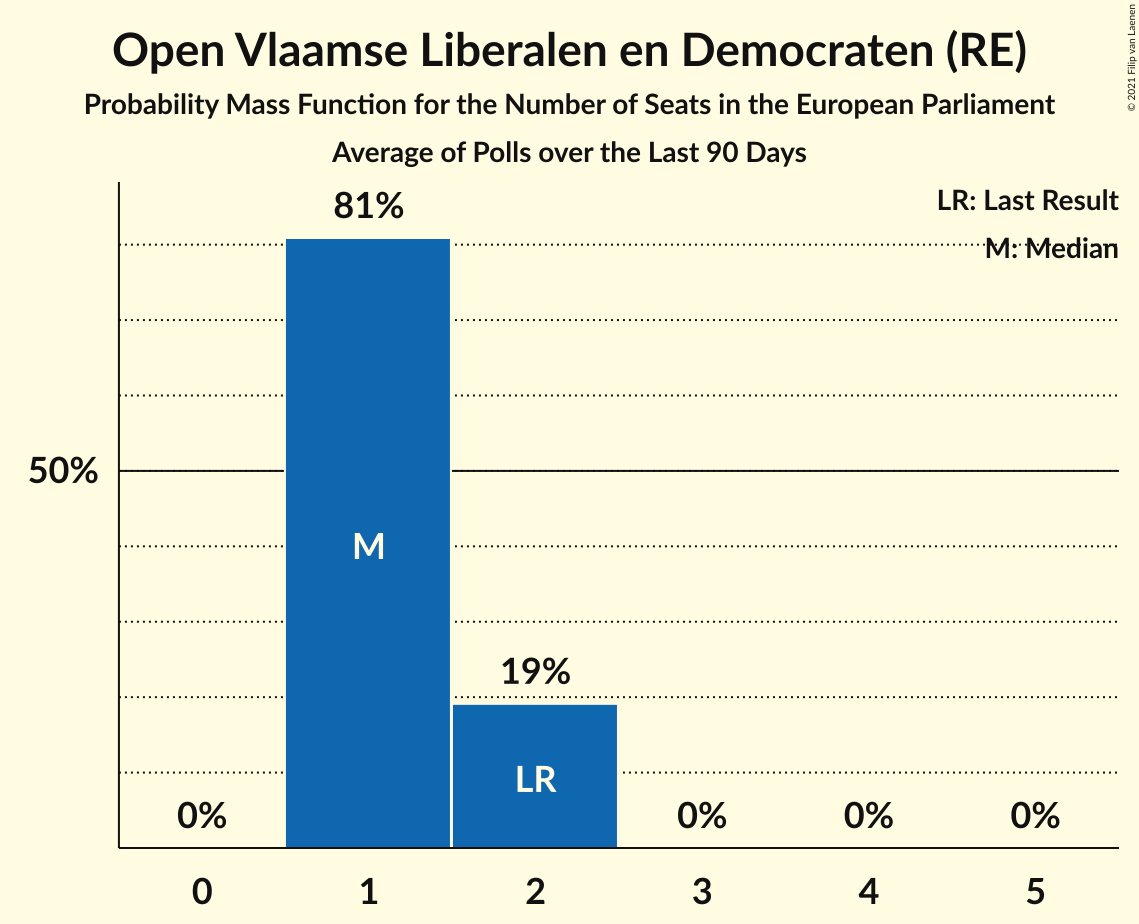 Open Vlaamse Liberalen en Democraten (RE)
Probability Mass Function for the Number of Seats in the European Parliament
Average of Polls over the Last 90 Days
© 2021 Filip van Laenen
LR: Last Result
M: Median
81%
50%
M
19%
LR
0%
0%
0%
0%
0
1
2
3
4
5